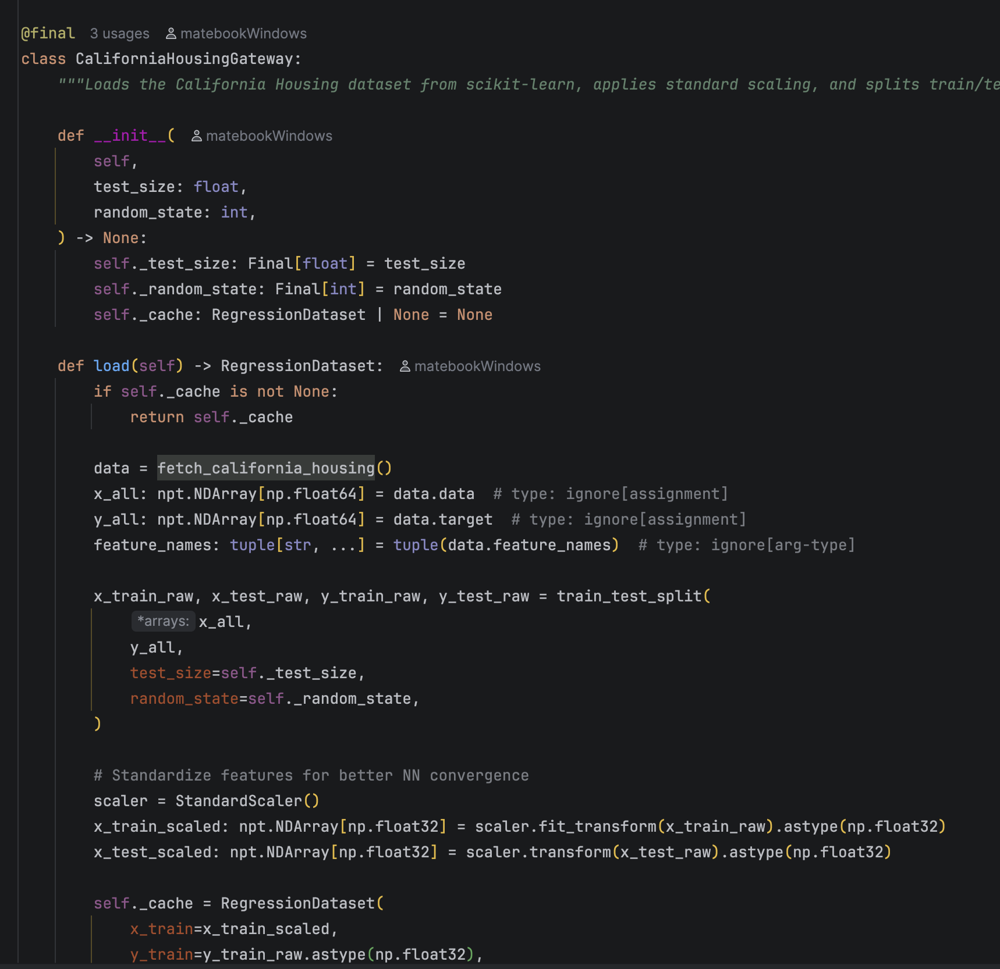 @final 3 usages matebookWindows
class CaliforniaHousingGateway:
"""Loads the California Housing dataset from scikit-learn, applies standard scaling, and splits train/te
def __init__( matebookWindows
self,
test_size: float,
random_state: int,
) -> None:
self._test_size: Final[float] = test_size
self._random_state: Final[int] = random_state
self._cache: RegressionDataset | None = None
def load(self) -> RegressionDataset: matebookWindows
if self._cache is not None:
return self._cache
data = fetch_california_housing()
x_all: npt.NDArray[np.float64] = data.data # type: ignore[assignment]
y_all: npt.NDArray[np.float64] = data.target # type: ignore[assignment]
feature_names: tuple[str, ...] = tuple(data.feature_names) # type: ignore[arg-type]
x_train_raw, x_test_raw, y_train_raw, y_test_raw = train_test_split(
*arrays: x_all,
y_all,
test_size=self._test_size,
random_state=self._random_state,
)
# Standardize features for better NN convergence
scaler = StandardScaler()
x_train_scaled: npt.NDArray[np.float32] = scaler.fit_transform(x_train_raw).astype(np.float32)
x_test_scaled: npt.NDArray[np.float32] = scaler.transform(x_test_raw).astype(np.float32)
self._cache = RegressionDataset(
x_train=x_train_scaled,
y_train=y_train_raw.astype(np.float32),